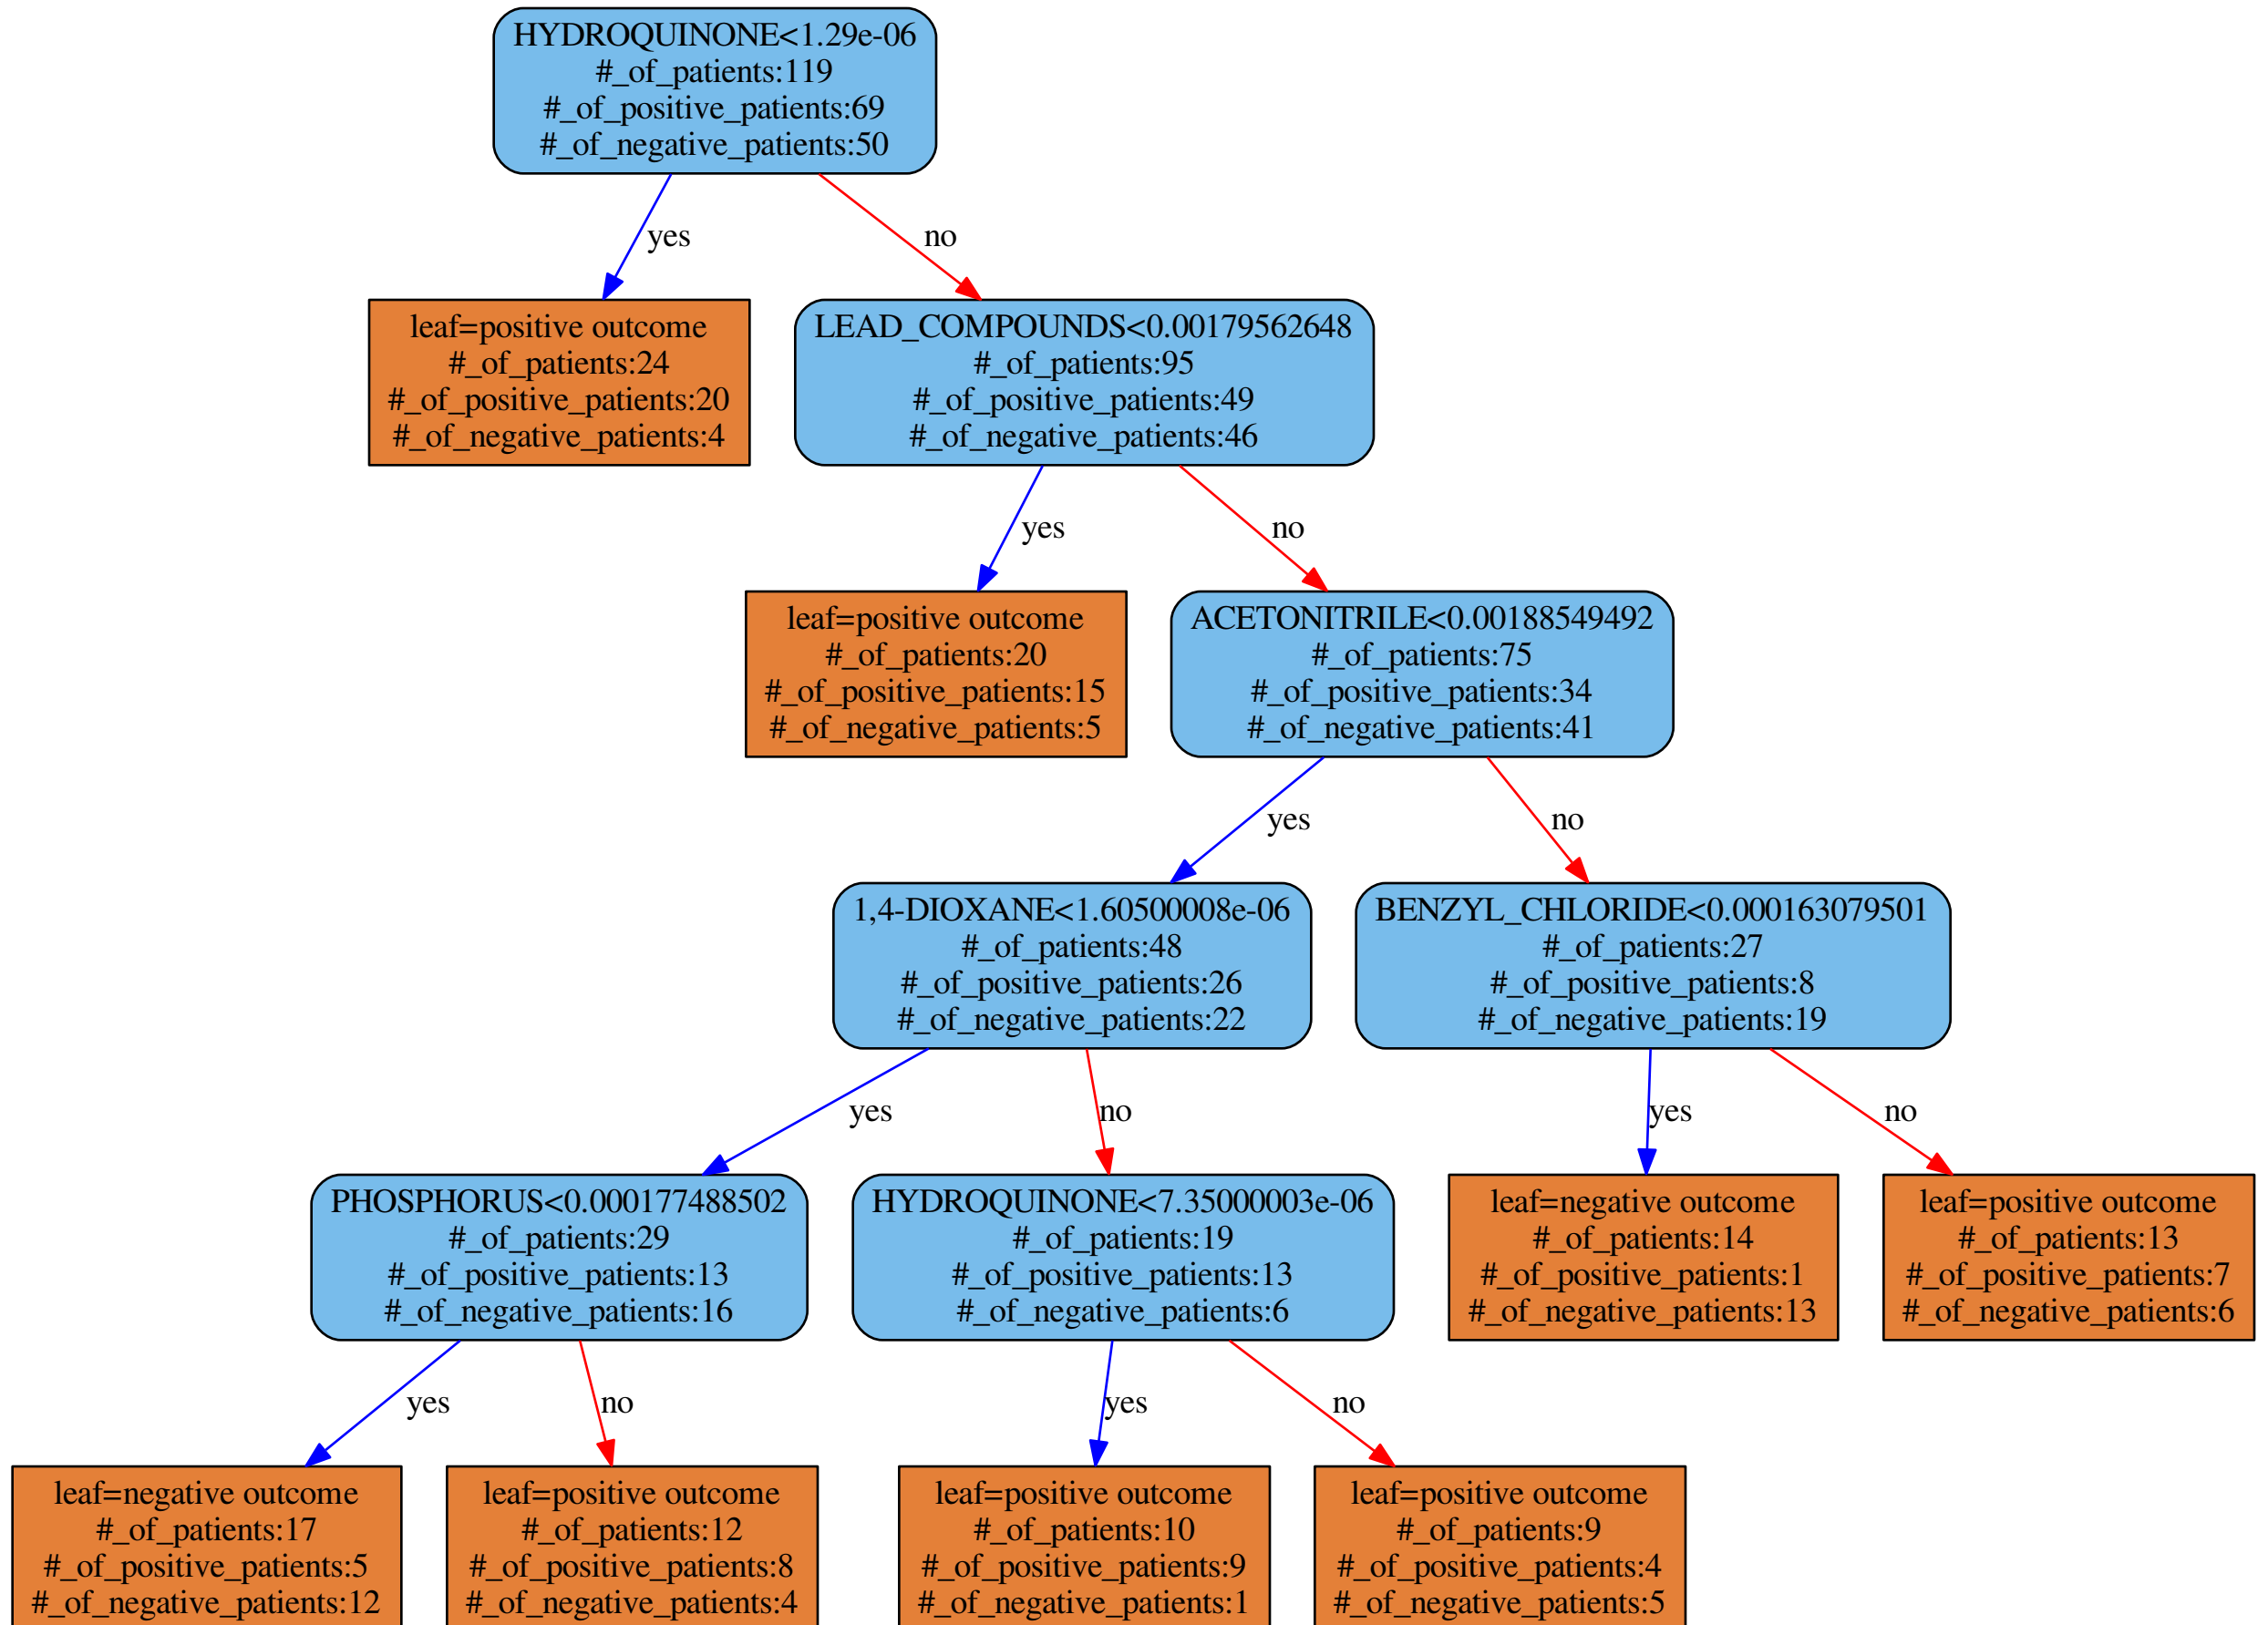 HYDROQUINONE<1.29e-06
#_of_patients:119
#_of_positive_patients:69
#_of_negative_patients:50
yes
no
leaf=positive outcome
#_of_patients:24
#_of_positive_patients:20
#_of_negative_patients:4
LEAD_COMPOUNDS<0.00179562648
#_of_patients:95
#_of_positive_patients:49
#_of_negative_patients:46
yes
no
leaf=positive outcome
#_of_patients:20
#_of_positive_patients:15
#_of_negative_patients:5
ACETONITRILE<0.00188549492
#_of_patients:75
#_of_positive_patients:34
#_of_negative_patients:41
yes
no
1,4-DIOXANE<1.60500008e-06
#_of_patients:48
#_of_positive_patients:26
#_of_negative_patients:22
BENZYL_CHLORIDE<0.000163079501
#_of_patients:27
#_of_positive_patients:8
#_of_negative_patients:19
yes
no
yes
no
PHOSPHORUS<0.000177488502
#_of_patients:29
#_of_positive_patients:13
#_of_negative_patients:16
HYDROQUINONE<7.35000003e-06
#_of_patients:19
#_of_positive_patients:13
#_of_negative_patients:6
leaf=negative outcome
#_of_patients:14
#_of_positive_patients:1
#_of_negative_patients:13
leaf=positive outcome
#_of_patients:13
#_of_positive_patients:7
#_of_negative_patients:6
yes
no
yes
no
leaf=negative outcome
#_of_patients:17
#_of_positive_patients:5
#_of_negative_patients:12
leaf=positive outcome
#_of_patients:12
#_of_positive_patients:8
#_of_negative_patients:4
leaf=positive outcome
#_of_patients:10
#_of_positive_patients:9
#_of_negative_patients:1
leaf=positive outcome
#_of_patients:9
#_of_positive_patients:4
#_of_negative_patients:5